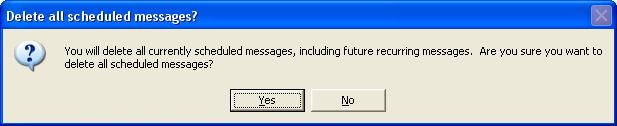 Delete all scheduled messages?
You will delete all currently scheduled messages, including future recurring messages.  Are you sure you want to
delete all scheduled messages?
Yes
No